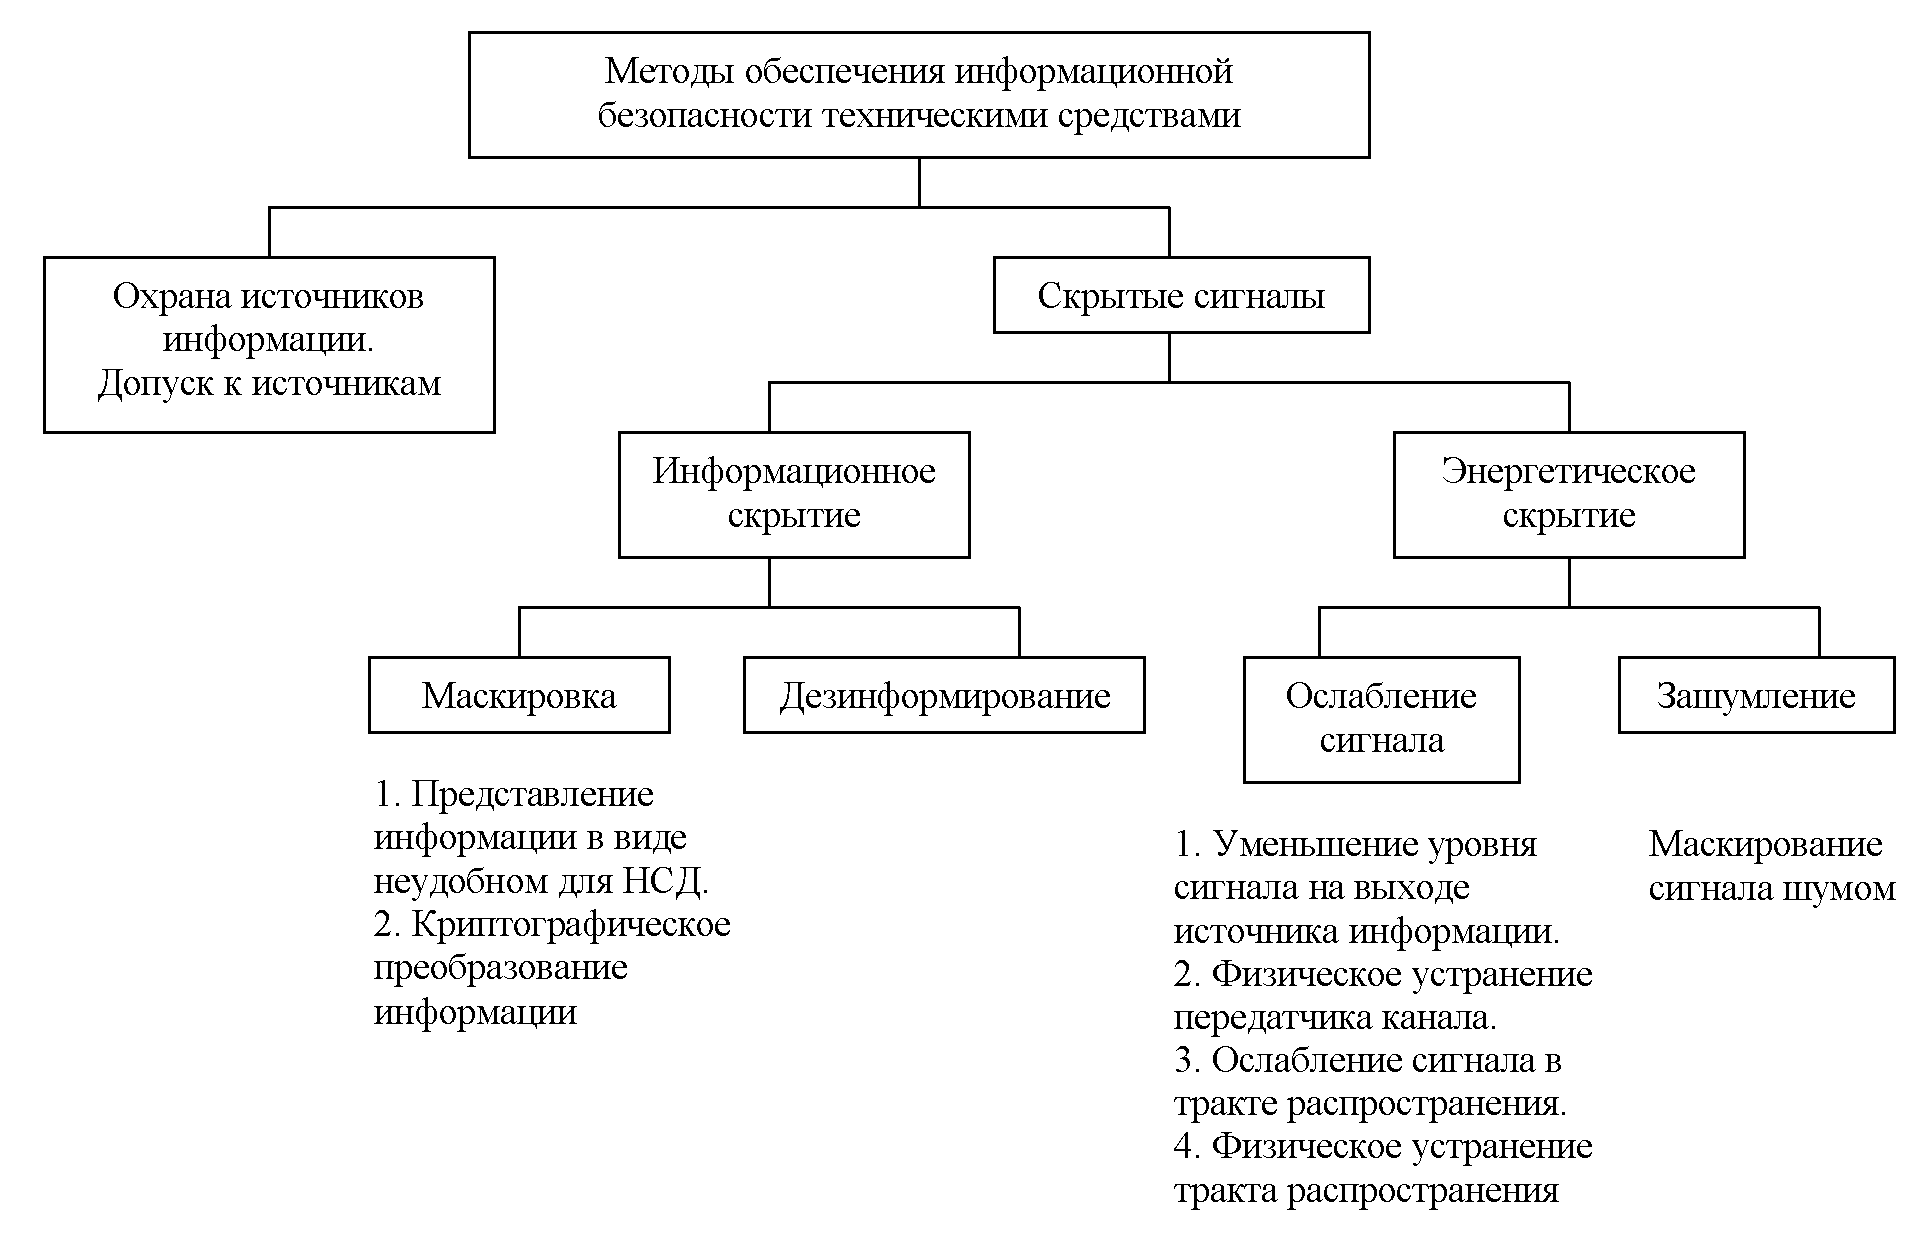 Методы обеспечения информационной
безопасности техническими средствами
Охрана источников
информации.
Допуск к источникам
Скрытые сигналы
Информационное
скрытие
Энергетическое
скрытие
Маскировка
Дезинформирование
Ослабление
сигнала
Зашумление
1. Представление
информации в виде
неудобном для НСД.
2. Криптографическое
преобразование
информации
1. Уменьшение уровня
сигнала на выходе
источника информации.
2. Физическое устранение
передатчика канала.
3. Ослабление сигнала в
тракте распространения.
4. Физическое устранение
тракта распространения
Маскирование
сигнала шумом